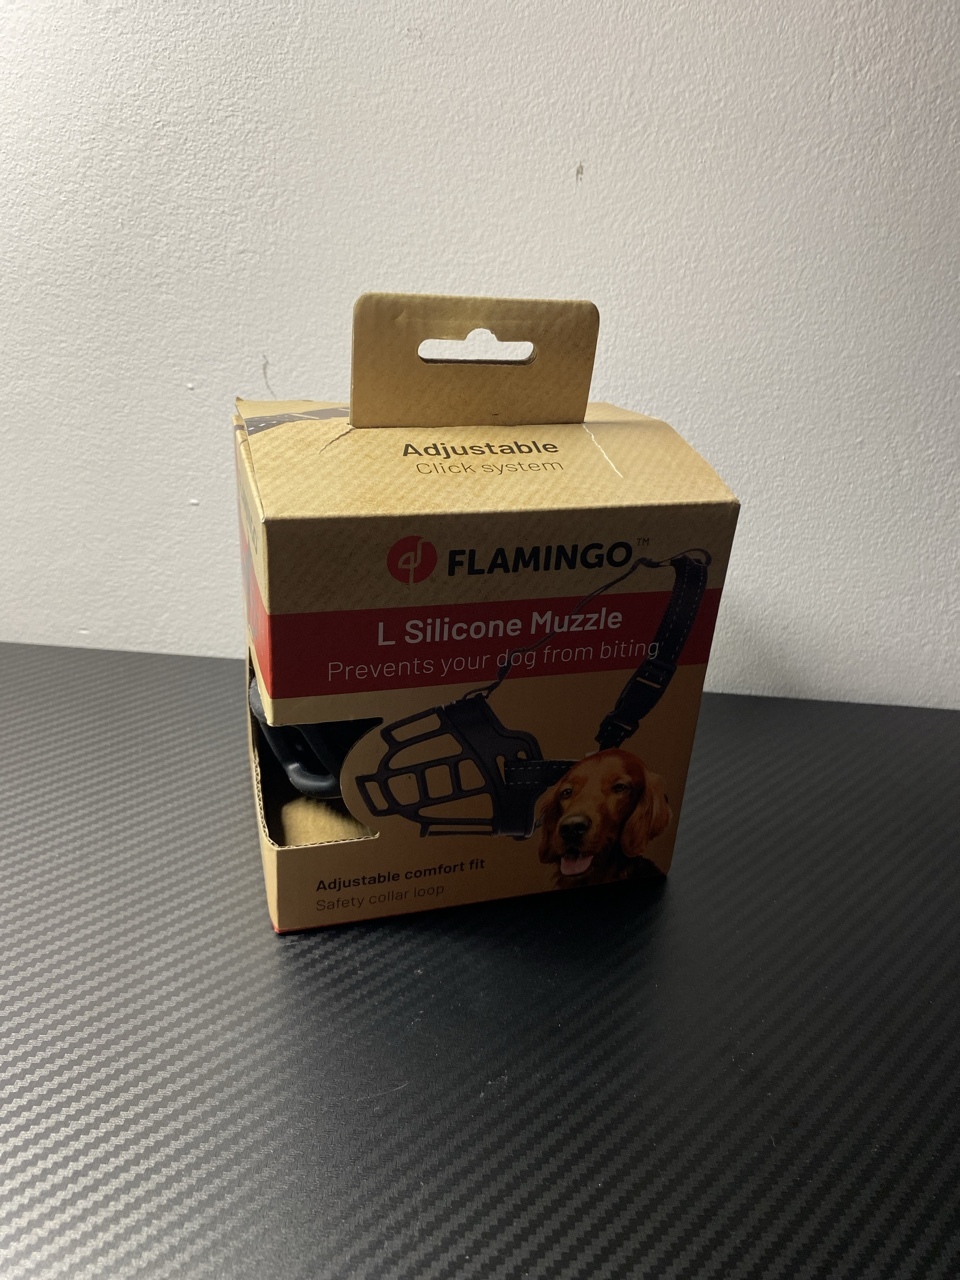 Adjustable
Click system
FLAMINGO™
L Silicone Muzzle
Prevents your dog from biting
Adjustable comfort fit
Safety collar loop